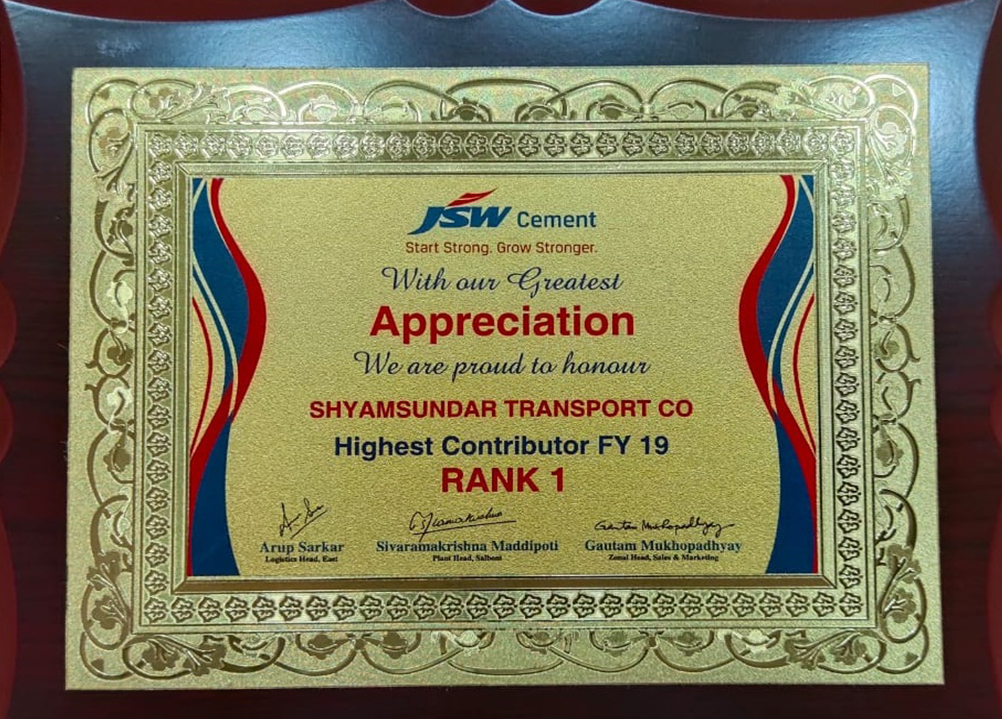 JSW Cement
Start Strong. Grow Stronger.
With our Greatest
Appreciation
We are proud to honour
SHYAMSUNDAR TRANSPORT CO
Highest Contributor FY 19
RANK 1
Arup Sarkar Sivaramakrishna Maddipoti Gautam Mukhopadhyay
Logistics Head, East Plant Head, Salboni Zonal Head, Sales & Marketing